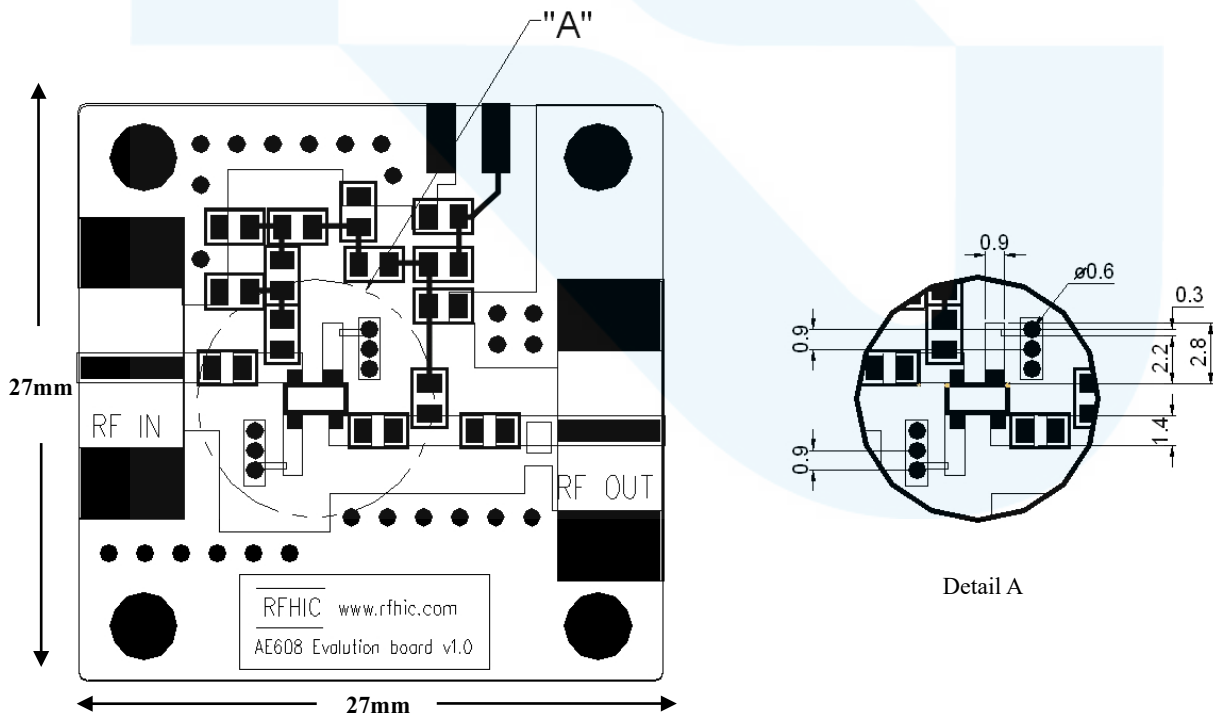 "A"
27mm
RF IN
RF OUT
RFHIC www.rfhic.com
AE608 Evalution board v1.0
27mm
0.9
ø0.6
0.3
0.9
2.2
2.8
1.4
0.9
Detail A